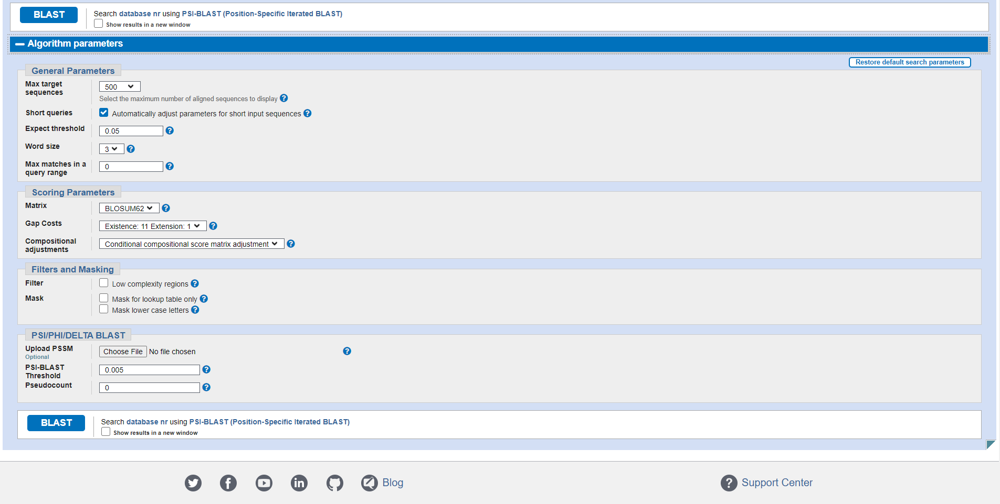 BLAST
Search database nr using PSI-BLAST (Position-Specific Iterated BLAST)
Show results in a new window
Algorithm parameters
Restore default search parameters
General Parameters
Max target
sequences
500
Select the maximum number of aligned sequences to display
Short queries
Automatically adjust parameters for short input sequences
Expect threshold
0.05
Word size
3
Max matches in a
query range
0
Scoring Parameters
Matrix
BLOSUM62
Gap Costs
Existence: 11 Extension: 1
Compositional
adjustments
Conditional compositional score matrix adjustment
Filters and Masking
Filter
Low complexity regions
Mask
Mask for lookup table only
Mask lower case letters
PSI/PHI/DELTA BLAST
Upload PSSM
Optional
Choose File No file chosen
PSI-BLAST
Threshold
0.005
Pseudocount
0
BLAST
Search database nr using PSI-BLAST (Position-Specific Iterated BLAST)
Show results in a new window
Blog
Support Center